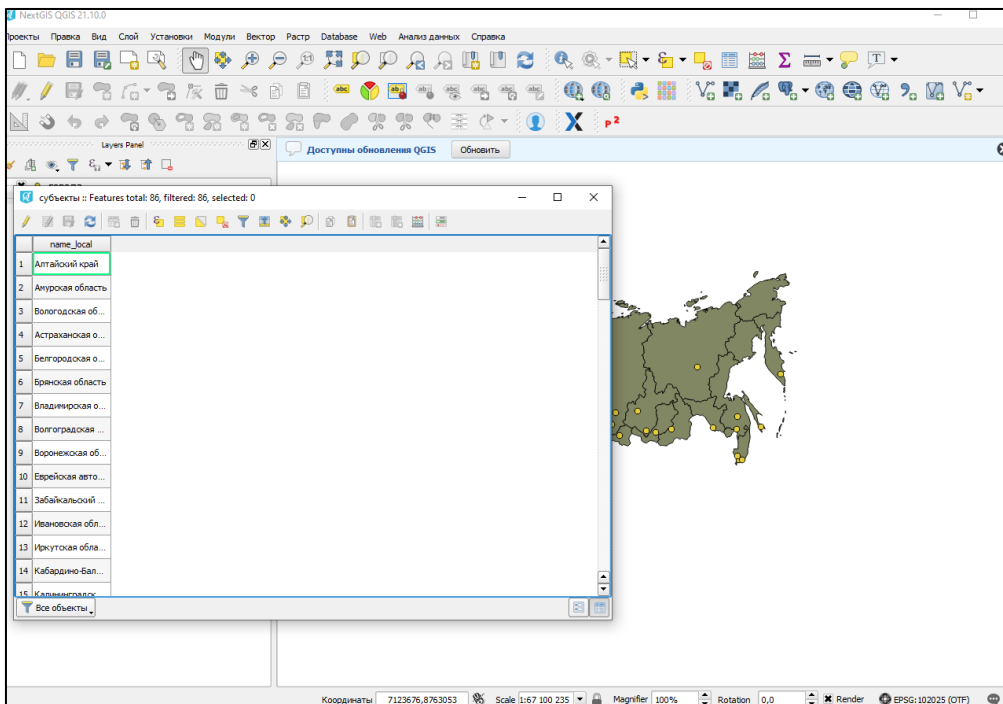 NextGIS QGIS 21.10.0
Проекты Правка Вид Слой Установки Модули Вектор Растр Database Web Анализ данных Справка
Layers Panel
Доступны обновления QGIS Обновить
города
субъекты :: Features total: 86, filtered: 86, selected: 0
name_local
1 Алтайский край
2 Амурская область
3 Вологодская об...
4 Астраханская о...
5 Белгородская о...
6 Брянская область
7 Владимирская о...
8 Волгоградская ...
9 Воронежская об...
10 Еврейская авто...
11 Забайкальский ...
12 Ивановская обл...
13 Иркутская обла...
14 Кабардино-Бал...
15 Калининградск...
Все объекты
Координаты 7123676,8763053 Scale 1:67 100 235 Magnifier 100% Rotation 0,0 Render EPSG:102025 (OTF)